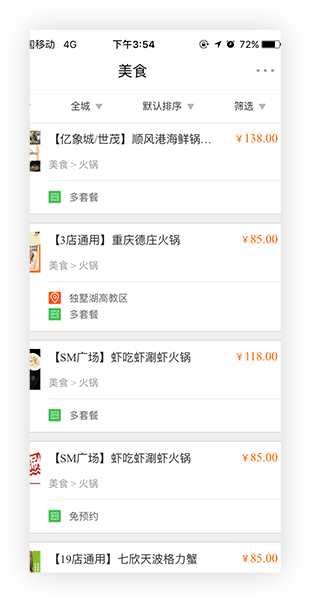 国移动 4G 下午3:54 72%
美食
全城 默认排序 筛选
【亿象城/世茂】顺风港海鲜锅… ￥138.00
美食 > 火锅
多套餐
【3店通用】重庆德庄火锅 ￥85.00
美食 > 火锅
独墅湖高教区
多套餐
【SM广场】虾吃虾涮虾火锅 ￥118.00
美食 > 火锅
多套餐
【SM广场】虾吃虾涮虾火锅 ￥85.00
美食 > 火锅
免预约
【19店通用】七欣天波格力蟹 ￥85.00